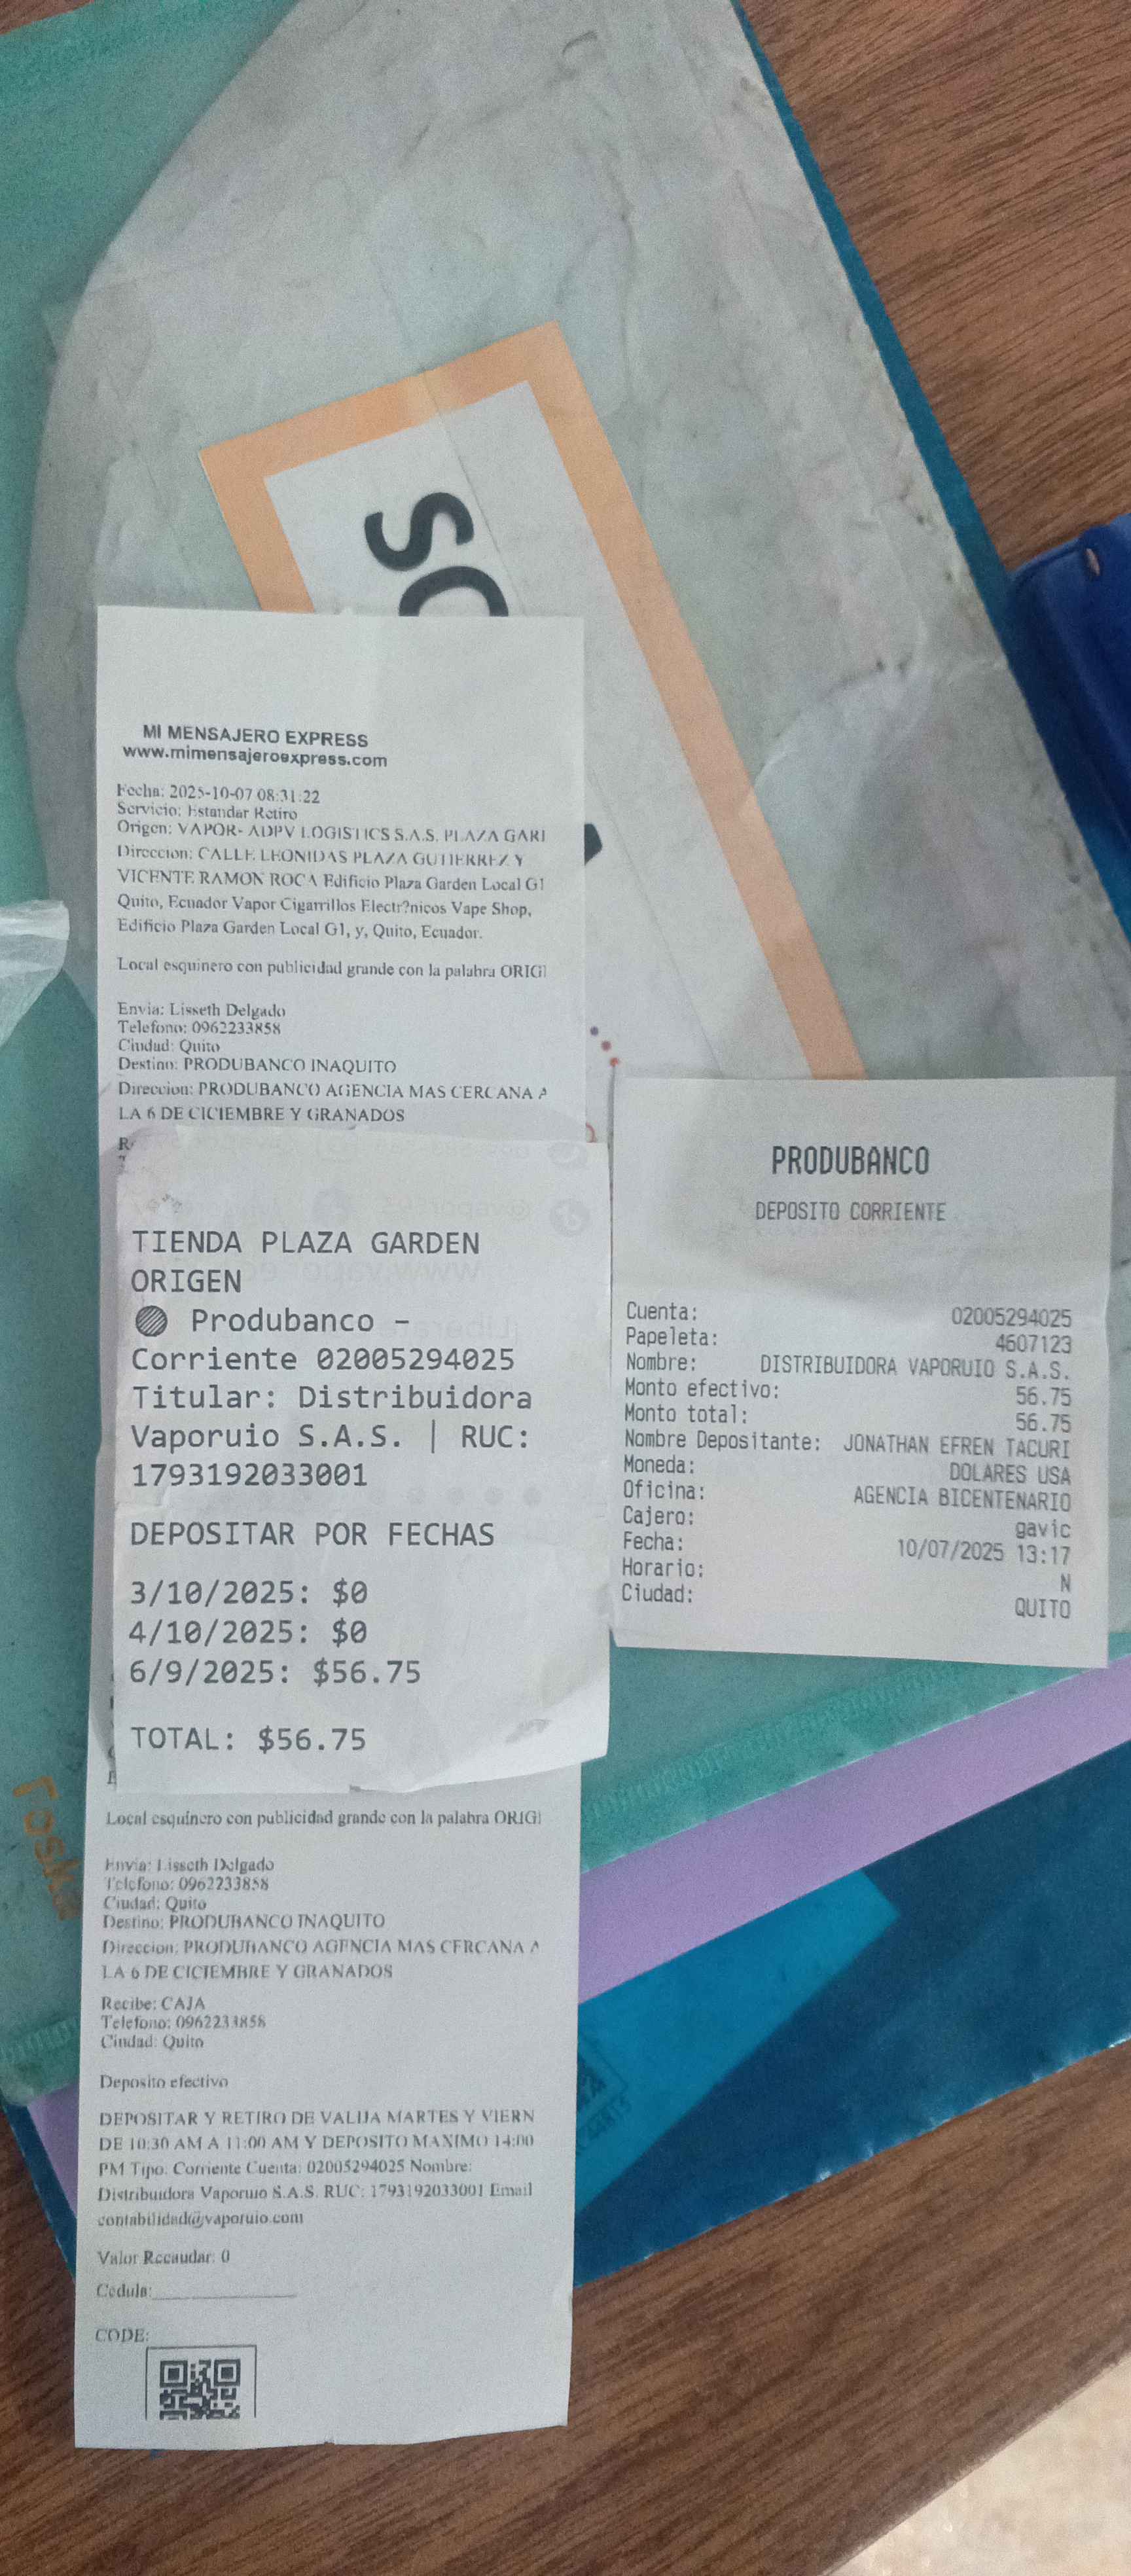 SO
MI MENSAJERO EXPRESS
www.mimensajeroexpress.com
Fecha: 2025-10-07 08:31:22
Servicio: Estandar Retiro
Origen: VAPOR- ADPV LOGISTICS S.A.S. PLAZA GARI
Direccion: CALLE LEONIDAS PLAZA GUTIERREZ Y
VICENTE RAMON ROCA Edificio Plaza Garden Local G1
Quito, Ecuador Vapor Cigarrillos Electr?nicos Vape Shop,
Edificio Plaza Garden Local G1, y, Quito, Ecuador.
Local esquinero con publicidad grande con la palabra ORIGI
Envia: Lisseth Delgado
Telefono: 0962233858
Ciudad: Quito
Destino: PRODUBANCO INAQUITO
Direccion: PRODUBANCO AGENCIA MAS CERCANA A
LA 6 DE CICIEMBRE Y GRANADOS
TIENDA PLAZA GARDEN
ORIGEN
Produbanco –
Corriente 02005294025
Titular: Distribuidora
Vaporuio S.A.S. | RUC:
1793192033001
DEPOSITAR POR FECHAS
3/10/2025: $0
4/10/2025: $0
6/9/2025: $56.75
TOTAL: $56.75
Local esquinero con publicidad grande con la palabra ORIGI
Envia: Lisseth Delgado
Telefono: 0962233858
Ciudad: Quito
Destino: PRODUBANCO INAQUITO
Direccion: PRODUBANCO AGENCIA MAS CERCANA A
LA 6 DE CICIEMBRE Y GRANADOS
Recibe: CAJA
Telefono: 0962233858
Ciudad: Quito
Deposito efectivo
DEPOSITAR Y RETIRO DE VALIJA MARTES Y VIERN
DE 10:30 AM A 11:00 AM Y DEPOSITO MAXIMO 14:00
PM Tipo: Corriente Cuenta: 02005294025 Nombre:
Distribuidora Vaporuio S.A.S. RUC: 1793192033001 Email
contabilidad@vaporuio.com
Valor Recaudar: 0
Cedula:
CODE:
PRODUBANCO
DEPOSITO CORRIENTE
Cuenta: 02005294025
Papeleta: 4607123
Nombre: DISTRIBUIDORA VAPORUIO S.A.S.
Monto efectivo: 56.75
Monto total: 56.75
Nombre Depositante: JONATHAN EFREN TACURI
Moneda: DOLARES USA
Oficina: AGENCIA BICENTENARIO
Cajero: gavic
Fecha: 10/07/2025 13:17
Horario: N
Ciudad: QUITO